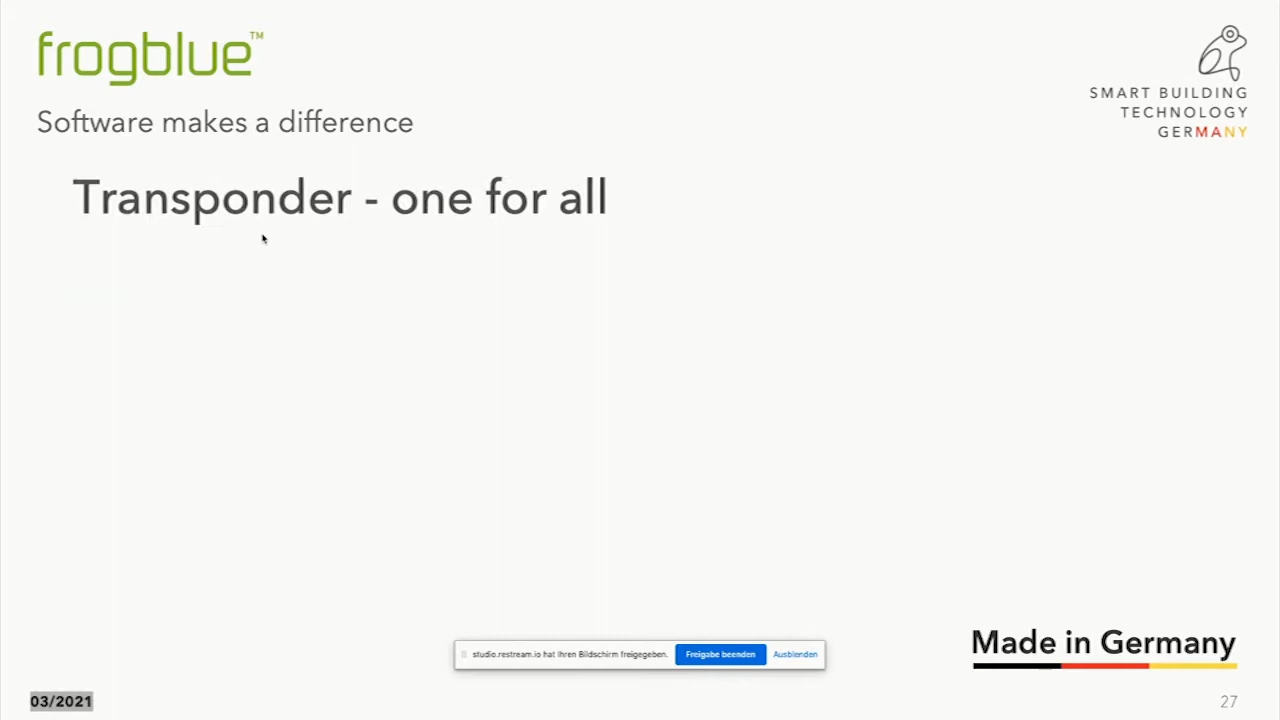 frogblue™
SMART BUILDING
TECHNOLOGY
GERMANY
Software makes a difference
Transponder - one for all
studio.restream.io hat Ihren Bildschirm freigegeben. Freigabe beenden Ausblenden
Made in Germany
03/2021
27